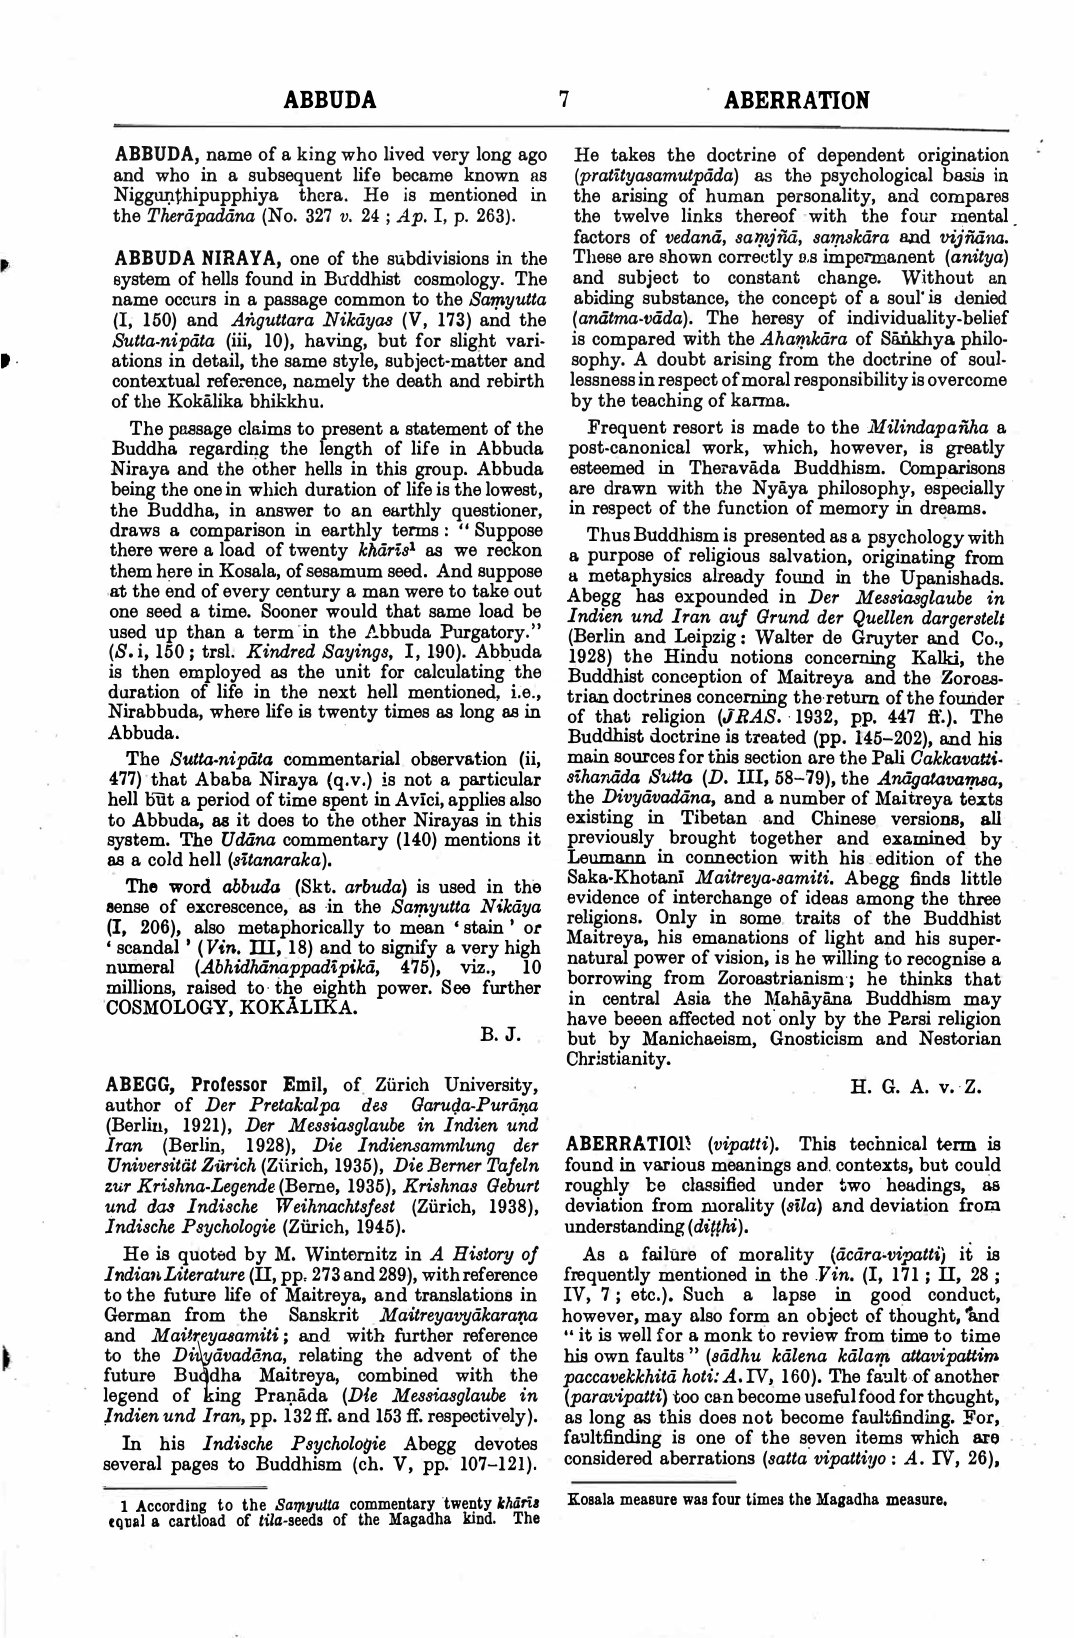 ABBUDA 7 ABERRATION
ABBUDA, name of a king who lived very long ago
and who in a subsequent life became known as
Nigguṇṭhipupphiya thera. He is mentioned in
the Therāpadāna (No. 327 v. 24 ; Ap. I, p. 263).
ABBUDA NIRAYA, one of the subdivisions in the
system of hells found in Buddhist cosmology. The
name occurs in a passage common to the Saṃyutta
(I, 150) and Aṅguttara Nikāyas (V, 173) and the
Sutta-nipāta (iii, 10), having, but for slight vari-
ations in detail, the same style, subject-matter and
contextual reference, namely the death and rebirth
of the Kokālika bhikkhu.
The passage claims to present a statement of the
Buddha regarding the length of life in Abbuda
Niraya and the other hells in this group. Abbuda
being the one in which duration of life is the lowest,
the Buddha, in answer to an earthly questioner,
draws a comparison in earthly terms : “ Suppose
there were a load of twenty khārīs¹ as we reckon
them here in Kosala, of sesamum seed. And suppose
at the end of every century a man were to take out
one seed a time. Sooner would that same load be
used up than a term in the Abbuda Purgatory.”
(S. i, 150 ; trsl. Kindred Sayings, I, 190). Abbuda
is then employed as the unit for calculating the
duration of life in the next hell mentioned, i.e.,
Nirabbuda, where life is twenty times as long as in
Abbuda.
The Sutta-nipāta commentarial observation (ii,
477) that Ababa Niraya (q.v.) is not a particular
hell but a period of time spent in Avīci, applies also
to Abbuda, as it does to the other Nirayas in this
system. The Udāna commentary (140) mentions it
as a cold hell (sītanaraka).
The word abbuda (Skt. arbuda) is used in the
sense of excrescence, as in the Saṃyutta Nikāya
(I, 206), also metaphorically to mean ‘ stain ’ or
‘ scandal ’ (Vin. III, 18) and to signify a very high
numeral (Abhidhānappadīpikā, 475), viz., 10
millions, raised to the eighth power. See further
COSMOLOGY, KOKĀLIKA.
B. J.
ABEGG, Professor Emil, of Zürich University,
author of Der Pretakalpa des Garuḍa-Purāṇa
(Berlin, 1921), Der Messiasglaube in Indien und
Iran (Berlin, 1928), Die Indiensammlung der
Universität Zürich (Zürich, 1935), Die Berner Tafeln
zur Krishna-Legende (Berne, 1935), Krishnas Geburt
und das Indische Weihnachtsfest (Zürich, 1938),
Indische Psychologie (Zürich, 1945).
He is quoted by M. Winternitz in A History of
Indian Literature (II, pp. 273 and 289), with reference
to the future life of Maitreya, and translations in
German from the Sanskrit Maitreyavyākaraṇa
and Maitreyasamiti ; and with further reference
to the Divyāvadāna, relating the advent of the
future Buddha Maitreya, combined with the
legend of king Praṇāda (Die Messiasglaube in
Indien und Iran, pp. 132 ff. and 153 ff. respectively).
In his Indische Psychologie Abegg devotes
several pages to Buddhism (ch. V, pp. 107–121).
1 According to the Saṃyutta commentary twenty khārīs
equal a cartload of tila-seeds of the Magadha kind. The
He takes the doctrine of dependent origination
(pratītyasamutpāda) as the psychological basis in
the arising of human personality, and compares
the twelve links thereof with the four mental
factors of vedanā, saṃjñā, saṃskāra and vijñāna.
These are shown correctly as impermanent (anitya)
and subject to constant change. Without an
abiding substance, the concept of a soul is denied
(anātma-vāda). The heresy of individuality-belief
is compared with the Ahaṃkāra of Sāṅkhya philo-
sophy. A doubt arising from the doctrine of soul-
lessness in respect of moral responsibility is overcome
by the teaching of karma.
Frequent resort is made to the Milindapañha a
post-canonical work, which, however, is greatly
esteemed in Theravāda Buddhism. Comparisons
are drawn with the Nyāya philosophy, especially
in respect of the function of memory in dreams.
Thus Buddhism is presented as a psychology with
a purpose of religious salvation, originating from
a metaphysics already found in the Upanishads.
Abegg has expounded in Der Messiasglaube in
Indien und Iran auf Grund der Quellen dargerstelt
(Berlin and Leipzig : Walter de Gruyter and Co.,
1928) the Hindu notions concerning Kalki, the
Buddhist conception of Maitreya and the Zoroas-
trian doctrines concerning the return of the founder
of that religion (JRAS. 1932, pp. 447 ff.). The
Buddhist doctrine is treated (pp. 145–202), and his
main sources for this section are the Pali Cakkavatti-
sīhanāda Sutta (D. III, 58–79), the Anāgatavaṃsa,
the Divyāvadāna, and a number of Maitreya texts
existing in Tibetan and Chinese versions, all
previously brought together and examined by
Leumann in connection with his edition of the
Saka-Khotanī Maitreya-samiti. Abegg finds little
evidence of interchange of ideas among the three
religions. Only in some traits of the Buddhist
Maitreya, his emanations of light and his super-
natural power of vision, is he willing to recognise a
borrowing from Zoroastrianism ; he thinks that
in central Asia the Mahāyāna Buddhism may
have beeen affected not only by the Parsi religion
but by Manichaeism, Gnosticism and Nestorian
Christianity.
H. G. A. v. Z.
ABERRATION (vipatti). This technical term is
found in various meanings and contexts, but could
roughly be classified under two headings, as
deviation from morality (sīla) and deviation from
understanding (diṭṭhi).
As a failure of morality (ācāra-vipatti) it is
frequently mentioned in the Vin. (I, 171 ; II, 28 ;
IV, 7 ; etc.). Such a lapse in good conduct,
however, may also form an object of thought, and
“ it is well for a monk to review from time to time
his own faults ” (sādhu kālena kālaṃ attavipattim
paccavekkhitā hoti: A. IV, 160). The fault of another
(paravipatti) too can become useful food for thought,
as long as this does not become faultfinding. For,
faultfinding is one of the seven items which are
considered aberrations (satta vipattiyo : A. IV, 26),
Kosala measure was four times the Magadha measure.